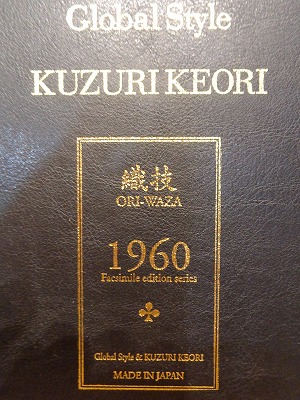 Global Style
KUZURI KEORI
織技
ORI-WAZA
1960
Facsimile edition series
Global Style & KUZURI KEORI
MADE IN JAPAN